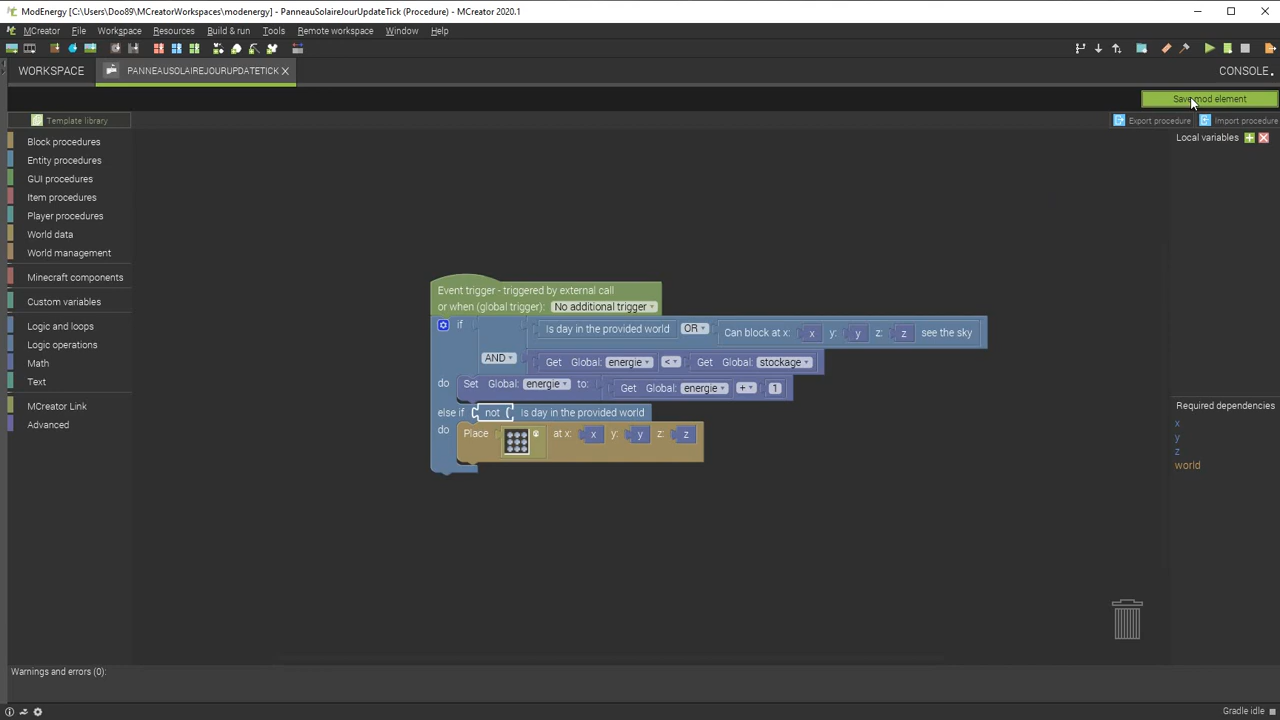 ModEnergy [C:\Users\Doo89\MCreatorWorkspaces\modenergy] - PanneauSolaireJourUpdateTick (Procedure) - MCreator 2020.1
MCreator File Workspace Resources Build & run Tools Remote workspace Window Help
WORKSPACE PANNEAUSOLAIREJOURUPDATETICK CONSOLE
Save mod element
Template library Export procedure Import procedure
Block procedures
Entity procedures
GUI procedures
Item procedures
Player procedures
World data
World management
Minecraft components
Custom variables
Logic and loops
Logic operations
Math
Text
MCreator Link
Advanced
Event trigger - triggered by external call
or when (global trigger): No additional trigger
if Is day in the provided world OR Can block at x: x y: y z: z see the sky
AND Get Global: energie < Get Global: stockage
do Set Global: energie to: Get Global: energie + 1
else if not Is day in the provided world
do Place at x: x y: y z: z
Local variables
Required dependencies
x
y
z
world
Warnings and errors (0):
Gradle idle